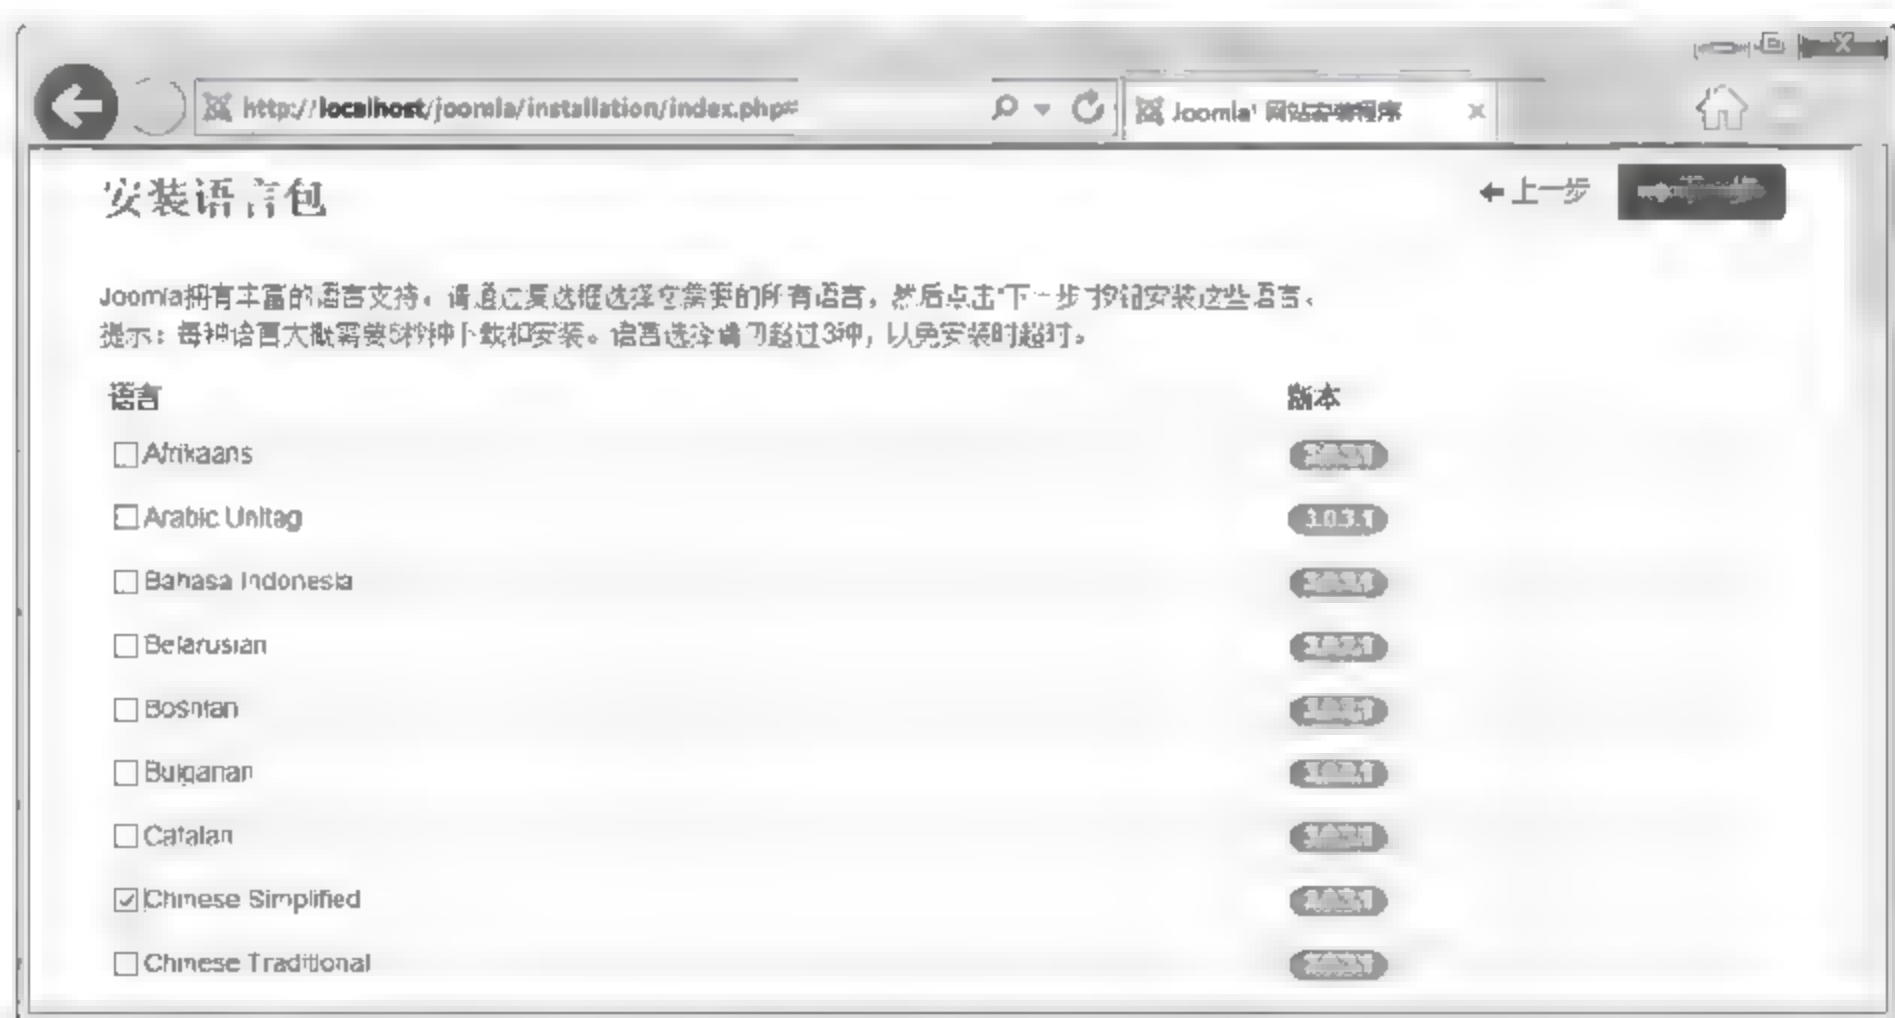 http://localhost/joomla/installation/index.php#
Joomla! 网站安装程序
安装语言包
上一步
Joomla拥有丰富的语言支持。请通过复选框选择您需要的所有语言，然后点击"下一步"按钮安装这些语言。
提示：每种语言大概需要5秒钟下载和安装。语言选择请勿超过3种，以免安装时超时。
语言 版本
Afrikaans
Arabic Unitag 3.0.3.1
Bahasa Indonesia
Belarusian
Bosnian
Bulgarian
Catalan
Chinese Simplified
Chinese Traditional